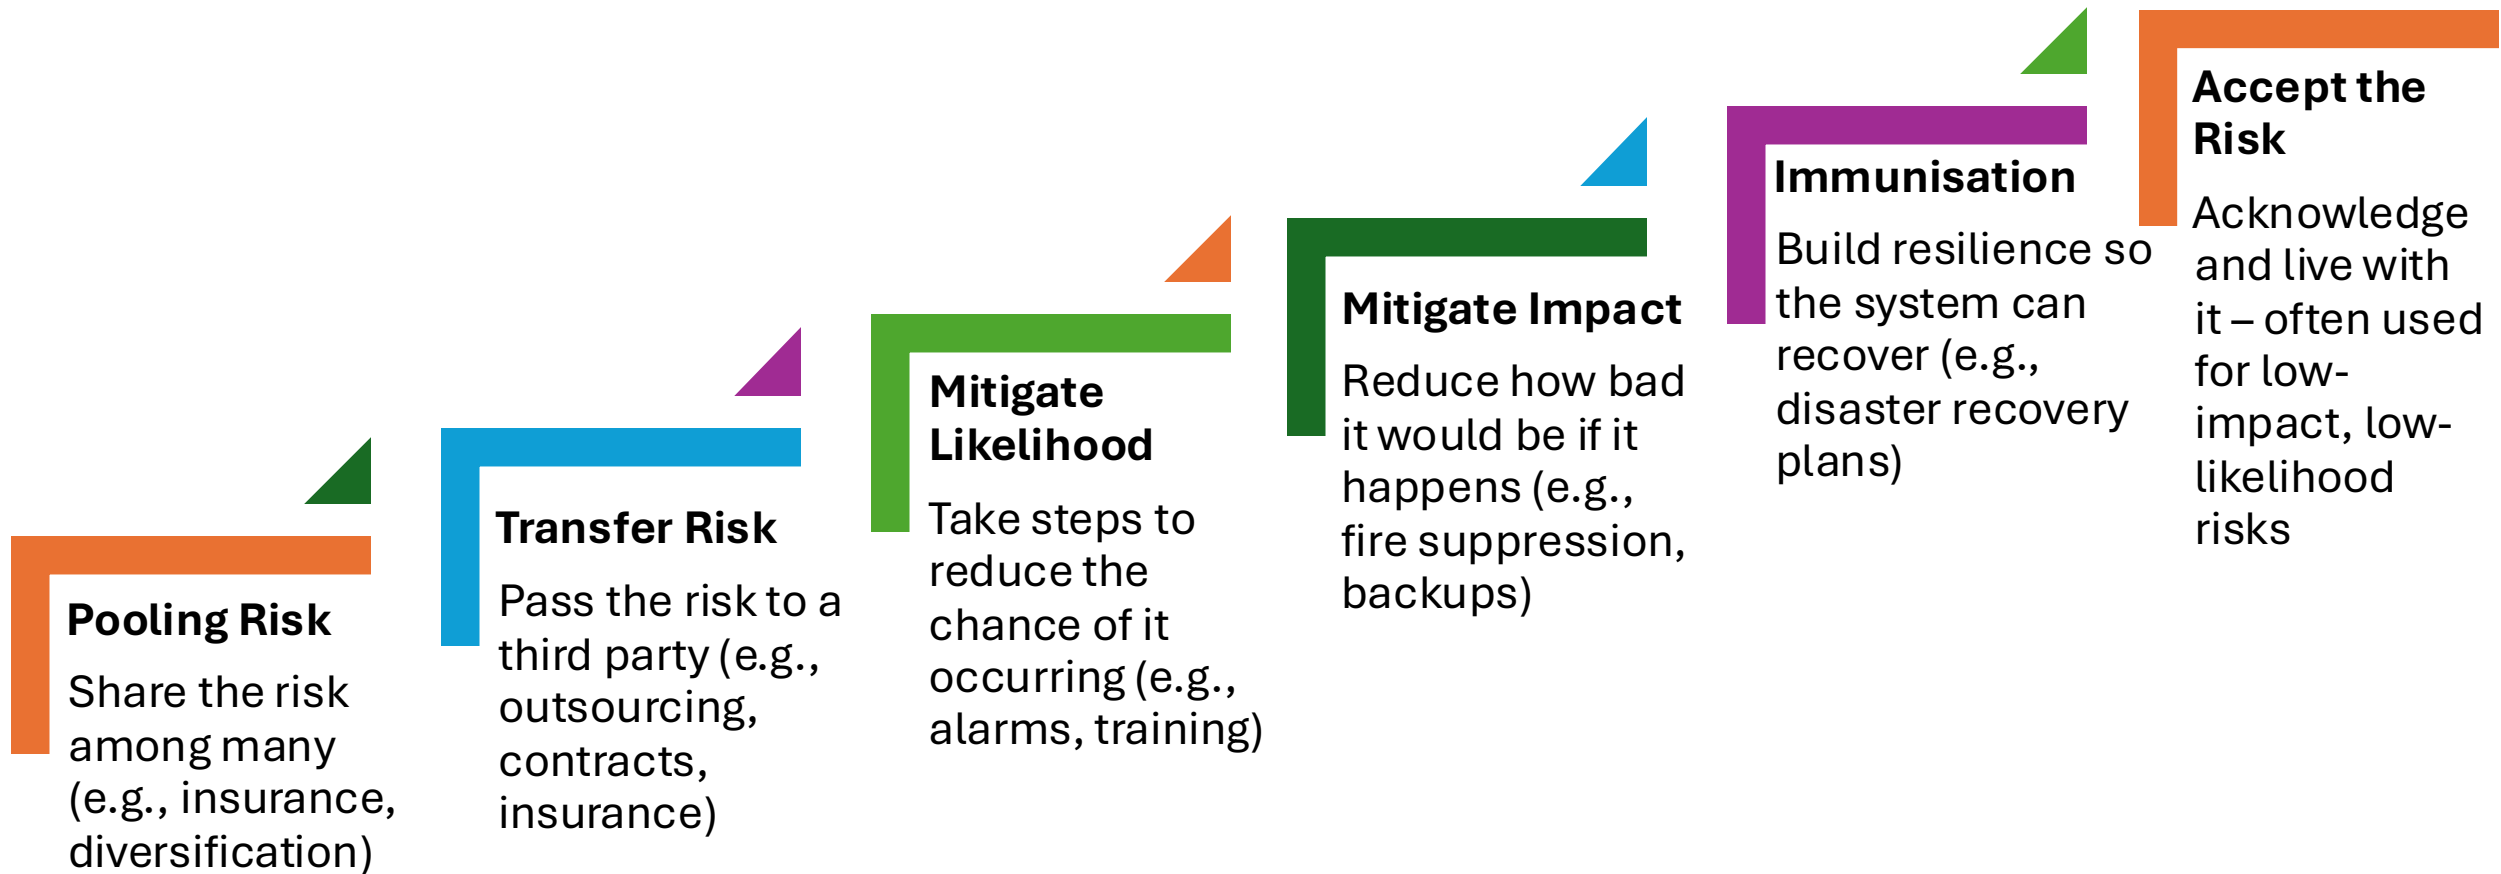 Pooling Risk
Share the risk
among many
(e.g., insurance,
diversification)
Transfer Risk
Pass the risk to a
third party (e.g.,
outsourcing,
contracts,
insurance)
Mitigate
Likelihood
Take steps to
reduce the
chance of it
occurring (e.g.,
alarms, training)
Mitigate Impact
Reduce how bad
it would be if it
happens (e.g.,
fire suppression,
backups)
Immunisation
Build resilience so
the system can
recover (e.g.,
disaster recovery
plans)
Accept the
Risk
Acknowledge
and live with
it – often used
for low-
impact, low-
likelihood
risks